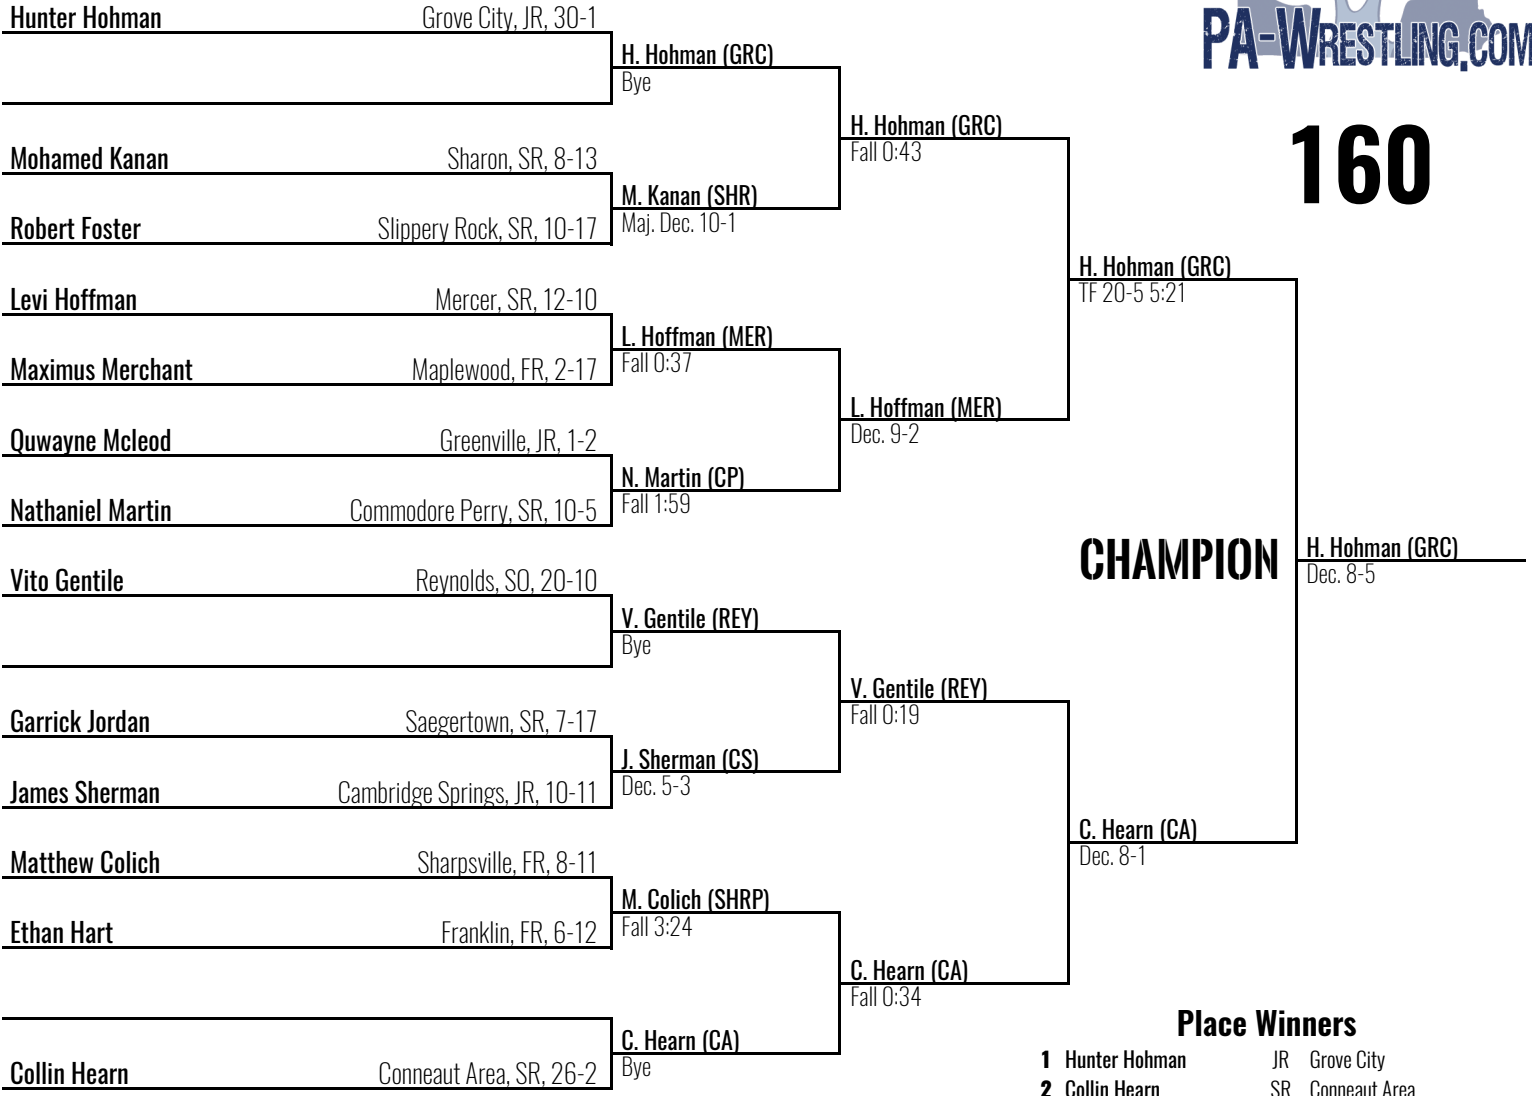 Hunter Hohman Grove City, JR, 30-1
PA-WRESTLING.COM
H. Hohman (GRC)
Bye
H. Hohman (GRC)
Fall 0:43
160
Mohamed Kanan Sharon, SR, 8-13
M. Kanan (SHR)
Maj. Dec. 10-1
Robert Foster Slippery Rock, SR, 10-17
H. Hohman (GRC)
TF 20-5 5:21
Levi Hoffman Mercer, SR, 12-10
L. Hoffman (MER)
Fall 0:37
Maximus Merchant Maplewood, FR, 2-17
L. Hoffman (MER)
Dec. 9-2
Quwayne Mcleod Greenville, JR, 1-2
N. Martin (CP)
Fall 1:59
Nathaniel Martin Commodore Perry, SR, 10-5
CHAMPION
H. Hohman (GRC)
Dec. 8-5
Vito Gentile Reynolds, SO, 20-10
V. Gentile (REY)
Bye
V. Gentile (REY)
Fall 0:19
Garrick Jordan Saegertown, SR, 7-17
J. Sherman (CS)
Dec. 5-3
James Sherman Cambridge Springs, JR, 10-11
C. Hearn (CA)
Dec. 8-1
Matthew Colich Sharpsville, FR, 8-11
M. Colich (SHRP)
Fall 3:24
Ethan Hart Franklin, FR, 6-12
C. Hearn (CA)
Fall 0:34
C. Hearn (CA)
Bye
Collin Hearn Conneaut Area, SR, 26-2
Place Winners
1 Hunter Hohman JR Grove City
2 Collin Hearn SR Conneaut Area